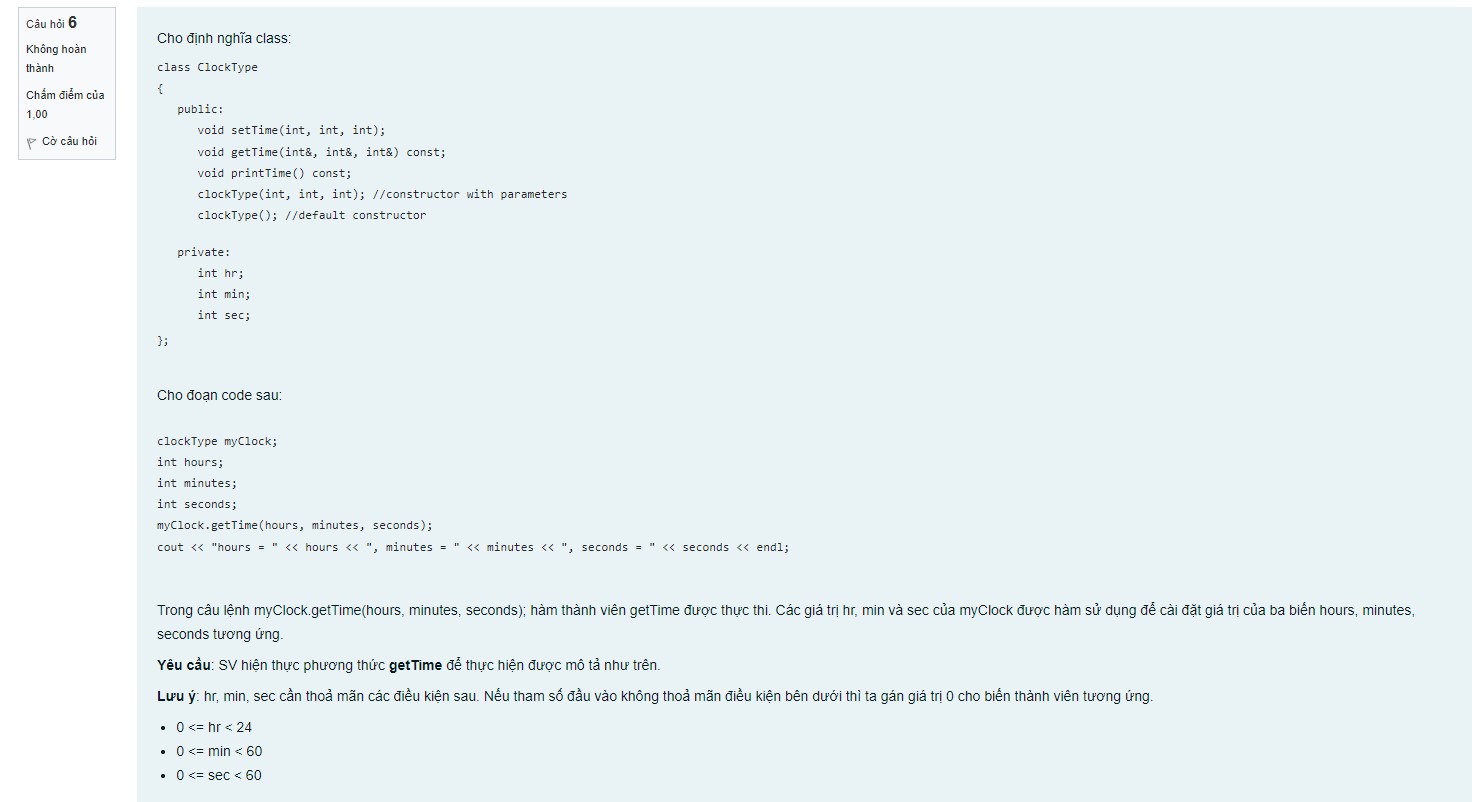 Câu hỏi 6
Không hoàn
thành
Chấm điểm của
1,00
Cờ câu hỏi
Cho định nghĩa class:
class ClockType
{
public:
void setTime(int, int, int);
void getTime(int&, int&, int&) const;
void printTime() const;
clockType(int, int, int); //constructor with parameters
clockType(); //default constructor
private:
int hr;
int min;
int sec;
};
Cho đoạn code sau:
clockType myClock;
int hours;
int minutes;
int seconds;
myClock.getTime(hours, minutes, seconds);
cout << "hours = " << hours << ", minutes = " << minutes << ", seconds = " << seconds << endl;
Trong câu lệnh myClock.getTime(hours, minutes, seconds); hàm thành viên getTime được thực thi. Các giá trị hr, min và sec của myClock được hàm sử dụng để cài đặt giá trị của ba biến hours, minutes,
seconds tương ứng.
Yêu cầu: SV hiện thực phương thức getTime để thực hiện được mô tả như trên.
Lưu ý: hr, min, sec cần thoả mãn các điều kiện sau. Nếu tham số đầu vào không thoả mãn điều kiện bên dưới thì ta gán giá trị 0 cho biến thành viên tương ứng.
• 0 <= hr < 24
• 0 <= min < 60
• 0 <= sec < 60